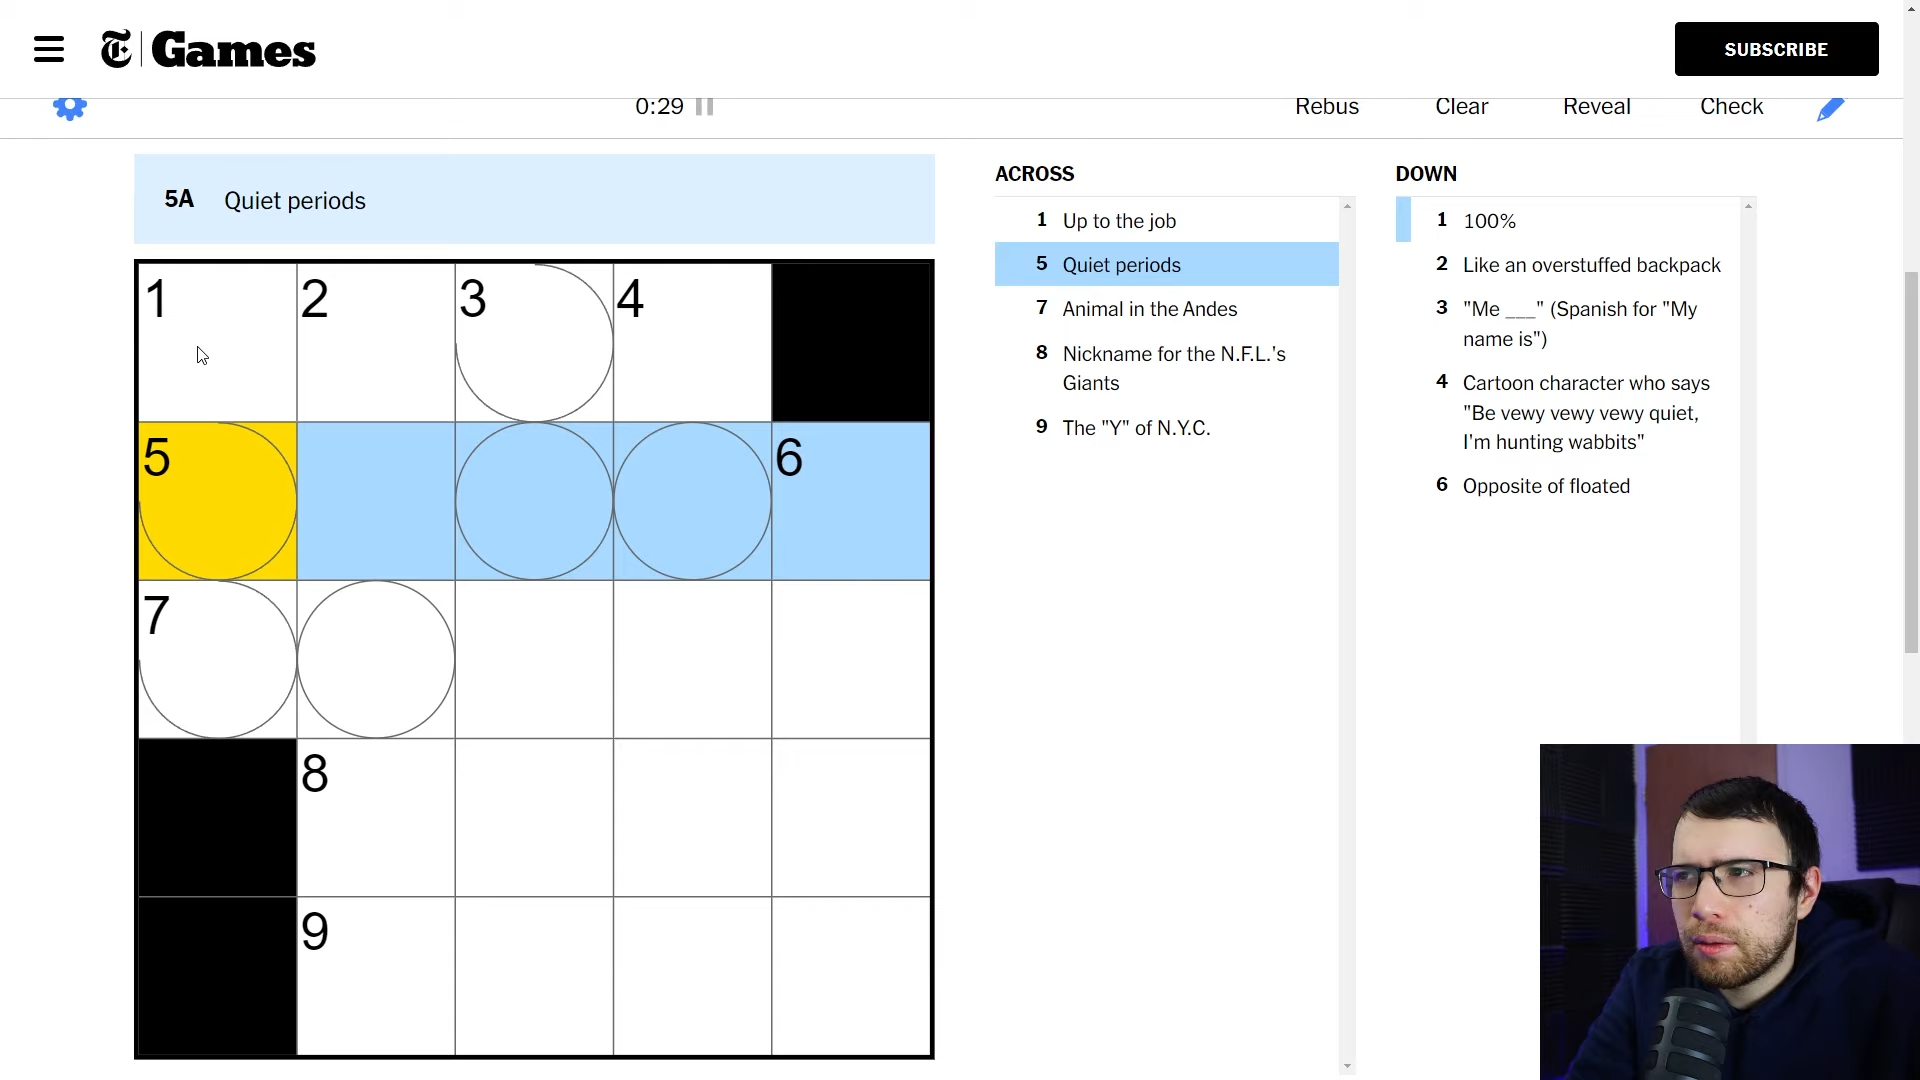 T Games
SUBSCRIBE
0:29
Rebus
Clear
Reveal
Check
5A Quiet periods
1
2
3
4
5
6
7
8
9
ACROSS
1 Up to the job
5 Quiet periods
7 Animal in the Andes
8 Nickname for the N.F.L.'s
Giants
9 The "Y" of N.Y.C.
DOWN
1 100%
2 Like an overstuffed backpack
3 "Me ___" (Spanish for "My
name is")
4 Cartoon character who says
"Be vewy vewy vewy quiet,
I'm hunting wabbits"
6 Opposite of floated